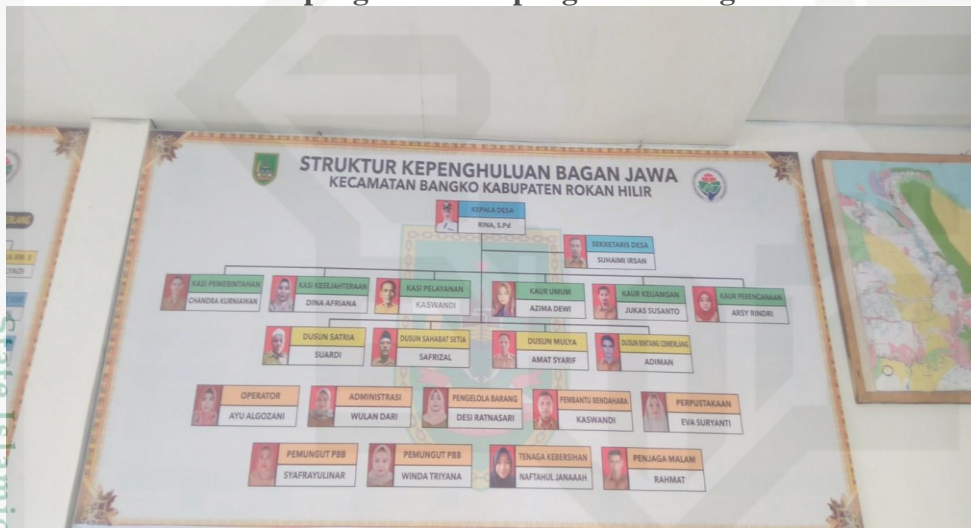 STRUKTUR KEPENGHULUAN BAGAN JAWA
KECAMATAN BANGKO KABUPATEN ROKAN HILIR
KEPALA DESA
RINA, S.Pd
SEKRETARIS DESA
SUHAIMI IRSAN
KASI PEMERINTAHAN
CHANDRA KURNIAWAN
KASI KESEJAHTERAAN
DINA AFRIANA
KASI PELAYANAN
KASWANDI
KAUR UMUM
AZIMA DEWI
KAUR KEUANGAN
JUKAS SUSANTO
KAUR PERENCANAAN
ARSY RINDRI
DUSUN SATRIA
SUARDI
DUSUN SAHABAT SETIA
SAFRIZAL
DUSUN MULYA
AMAT SYARIF
DUSUN BINTANG CEMERLANG
ADIMAN
OPERATOR
AYU ALGOZANI
ADMINISTRASI
WULAN DARI
PENGELOLA BARANG
DESI RATNASARI
PEMBANTU BENDAHARA
KASWANDI
PERPUSTAKAAN
EVA SURYANTI
PEMUNGUT PBB
SYAFRAYULINAR
PEMUNGUT PBB
WINDA TRIYANA
TENAGA KEBERSIHAN
NAFTAHUL JANAAAH
PENJAGA MALAM
RAHMAT
State Islamic